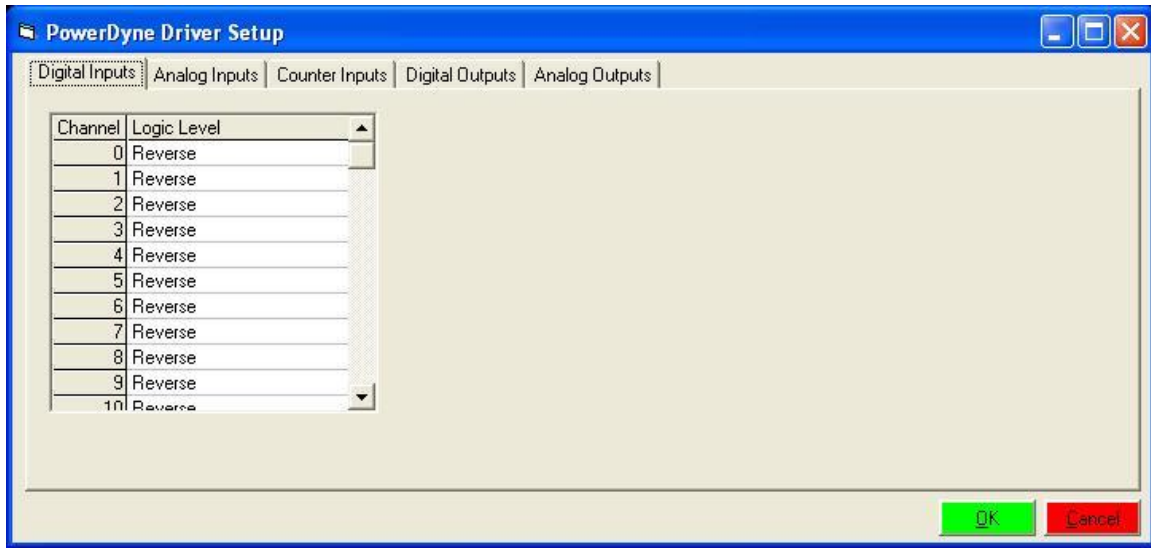 PowerDyne Driver Setup
Digital Inputs Analog Inputs Counter Inputs Digital Outputs Analog Outputs
Channel Logic Level
0 Reverse
1 Reverse
2 Reverse
3 Reverse
4 Reverse
5 Reverse
6 Reverse
7 Reverse
8 Reverse
9 Reverse
10 Reverse
OK Cancel